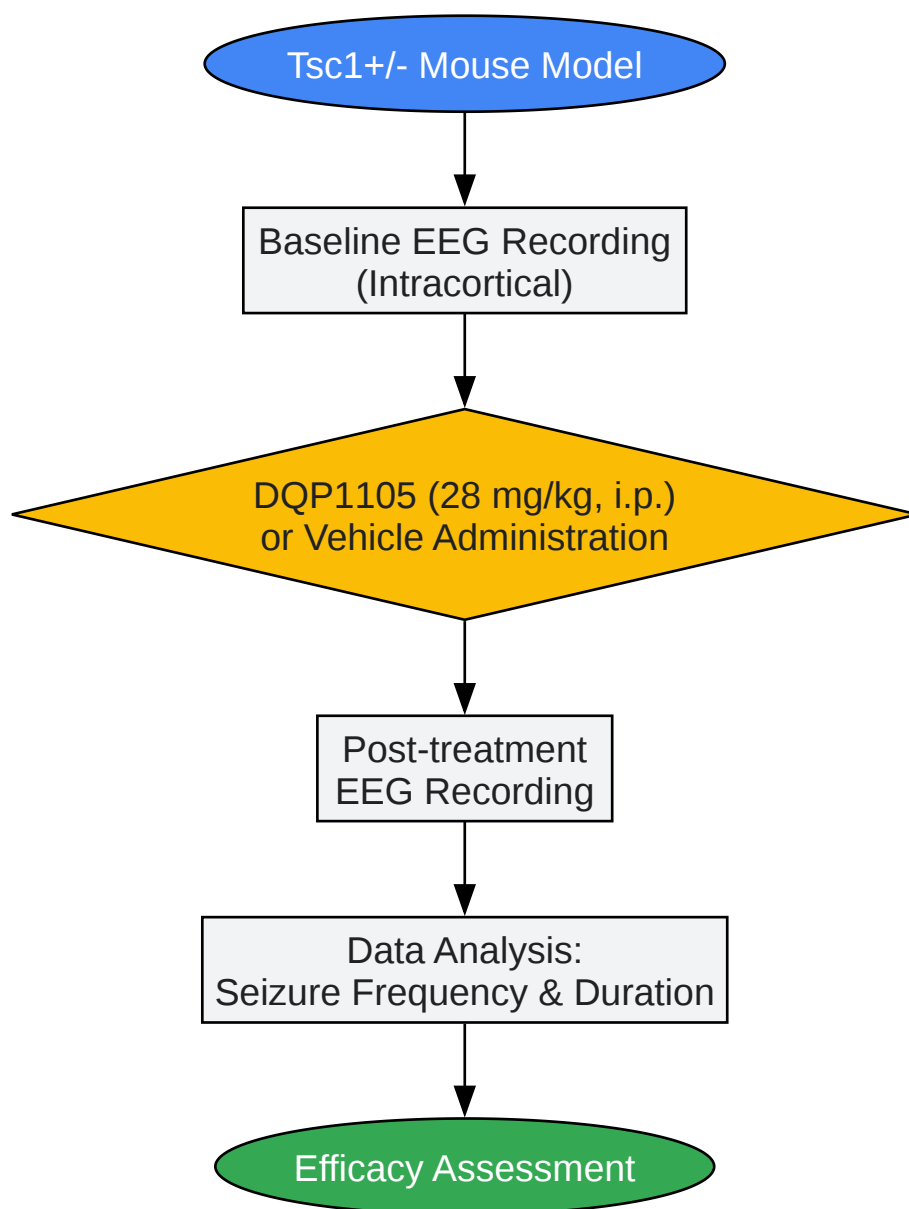 Tsc1+/- Mouse Model
Baseline EEG Recording
(Intracortical)
DQP1105 (28 mg/kg, i.p.)
or Vehicle Administration
Post-treatment
EEG Recording
Data Analysis:
Seizure Frequency & Duration
Efficacy Assessment